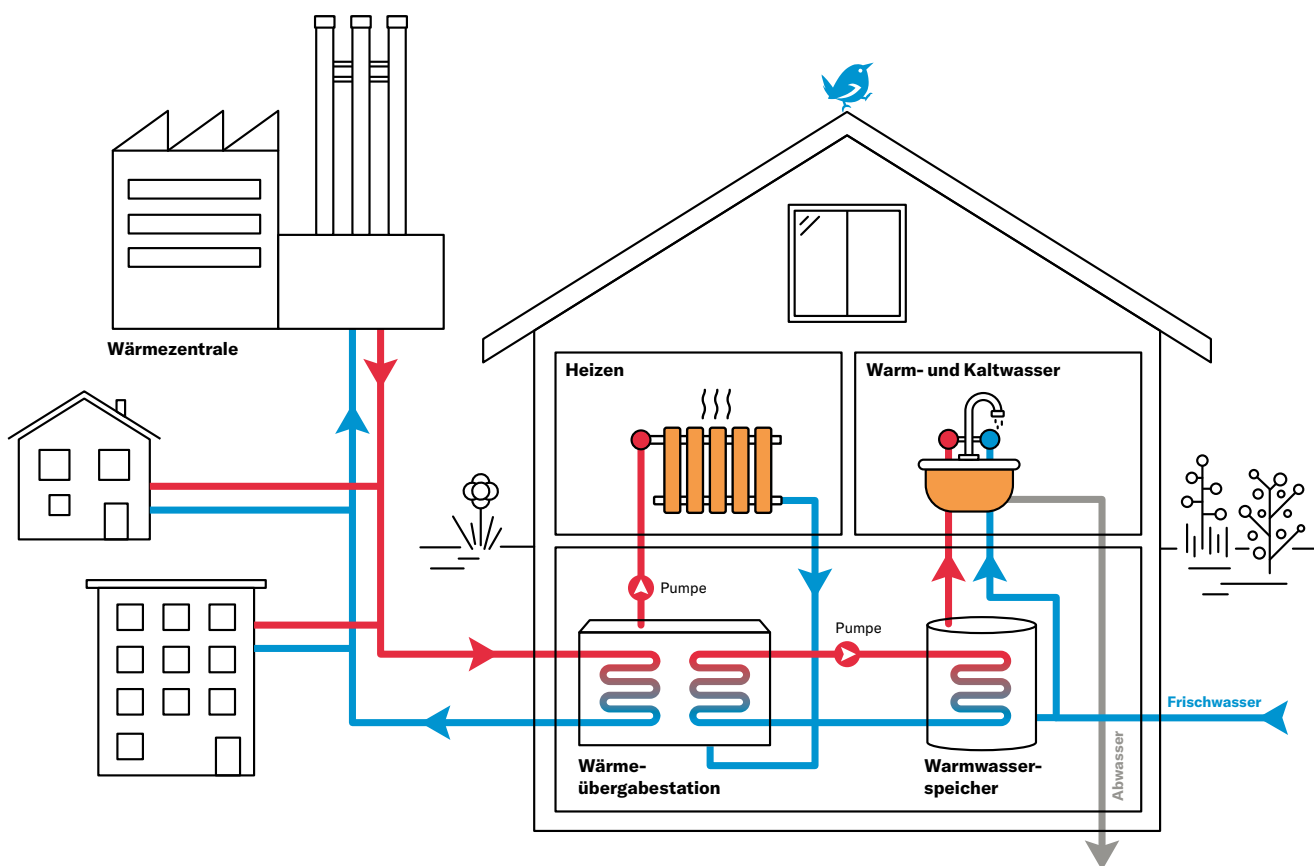 Wärmezentrale
Heizen
Warm- und Kaltwasser
Pumpe
Pumpe
Frischwasser
Abwasser
Wärme-
übergabestation
Warmwasser-
speicher